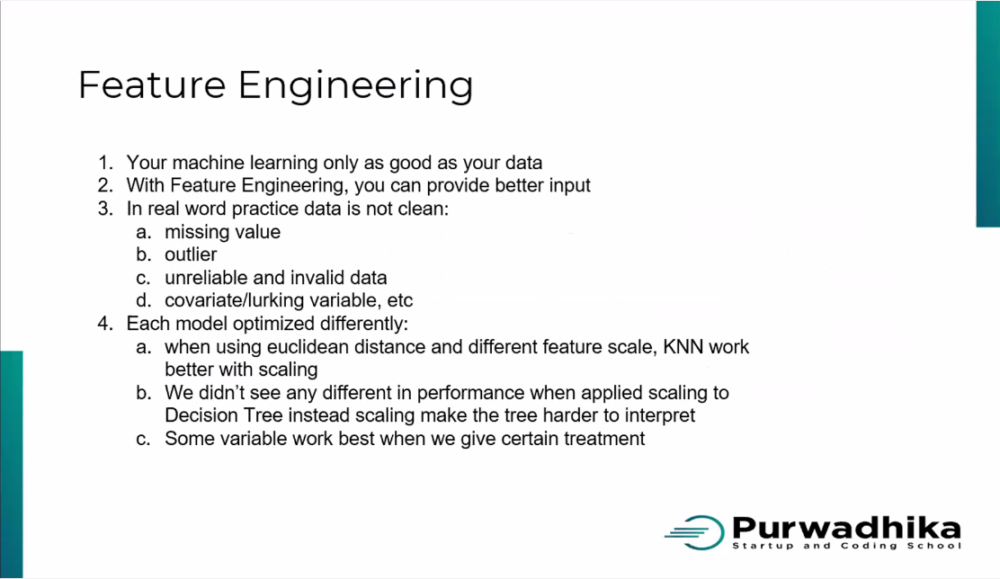 Feature Engineering
1. Your machine learning only as good as your data
2. With Feature Engineering, you can provide better input
3. In real word practice data is not clean:
a. missing value
b. outlier
c. unreliable and invalid data
d. covariate/lurking variable, etc
4. Each model optimized differently:
a. when using euclidean distance and different feature scale, KNN work
better with scaling
b. We didn’t see any different in performance when applied scaling to
Decision Tree instead scaling make the tree harder to interpret
c. Some variable work best when we give certain treatment
Purwadhika
Startup and Coding School